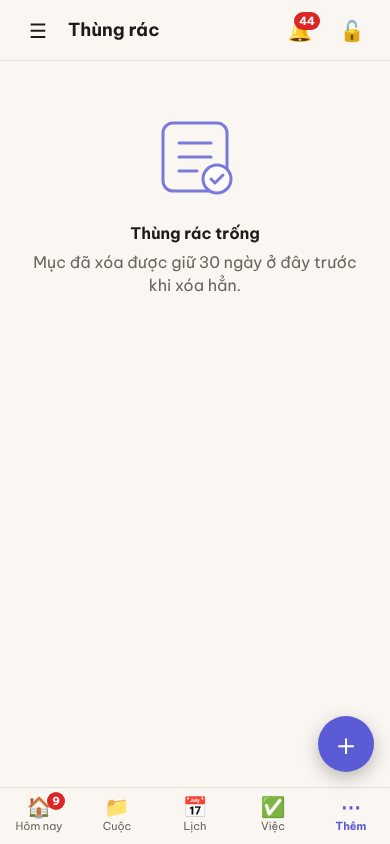 ☰ Thùng rác 44
Thùng rác trống
Mục đã xóa được giữ 30 ngày ở đây trước
khi xóa hẳn.
+
9
Hôm nay Cuộc Lịch Việc Thêm